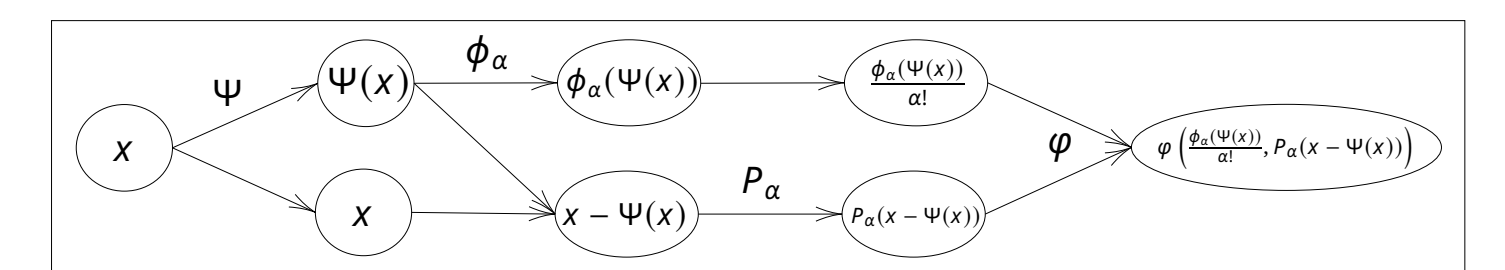 Ψ
ϕ_α
x
Ψ(x)
ϕ_α(Ψ(x))
ϕ_α(Ψ(x))/α!
φ
φ(ϕ_α(Ψ(x))/α!, P_α(x − Ψ(x)))
x
x − Ψ(x)
P_α
P_α(x − Ψ(x))